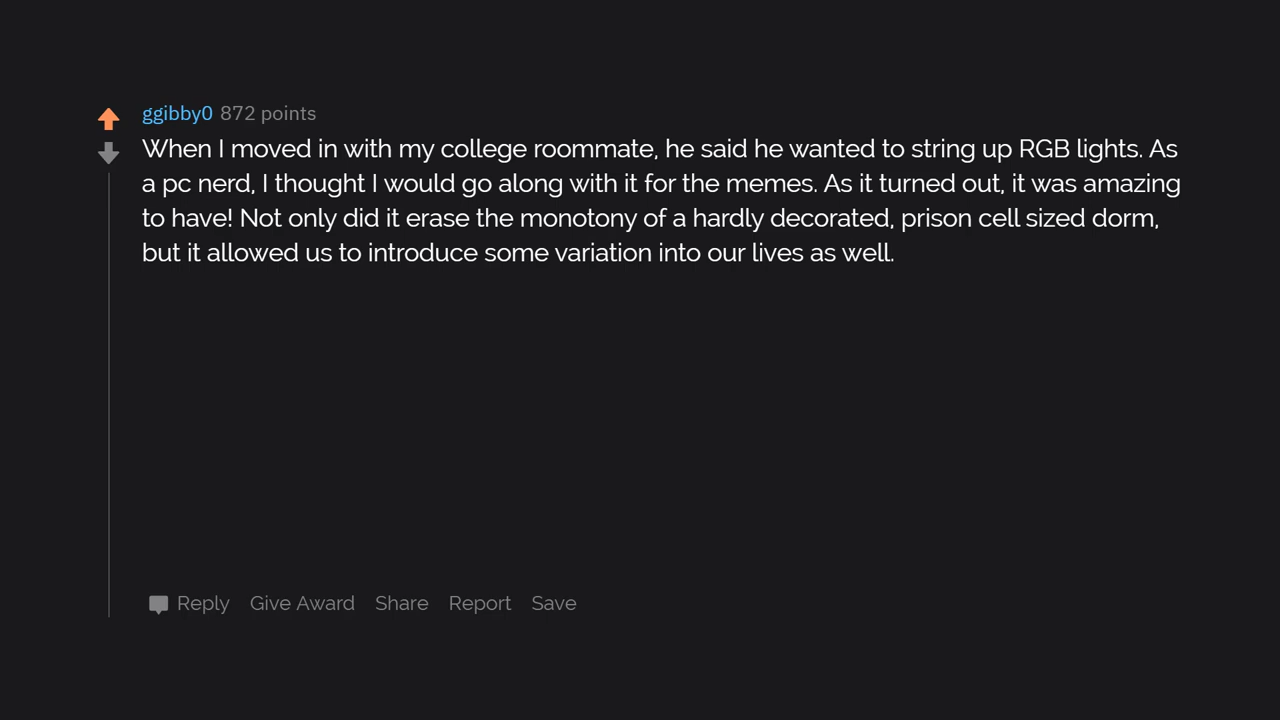 ggibby0 872 points
When I moved in with my college roommate, he said he wanted to string up RGB lights. As
a pc nerd, I thought I would go along with it for the memes. As it turned out, it was amazing
to have! Not only did it erase the monotony of a hardly decorated, prison cell sized dorm,
but it allowed us to introduce some variation into our lives as well.
Reply Give Award Share Report Save